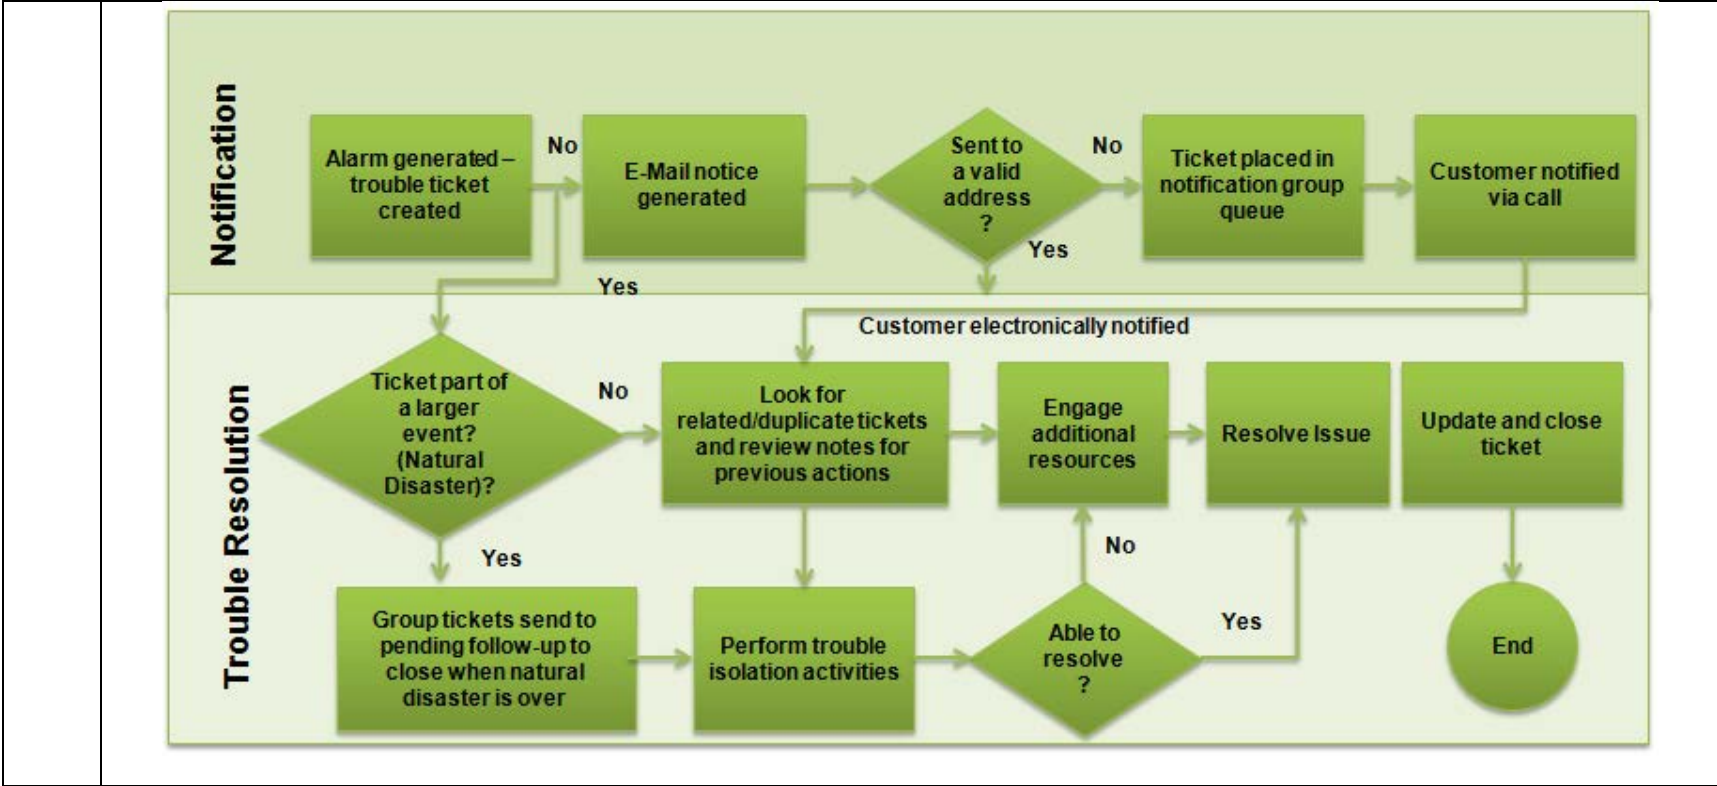 Notification
Alarm generated –
trouble ticket
created
No
E-Mail notice
generated
Sent to
a valid
address
?
No
Yes
Ticket placed in
notification group
queue
Customer notified
via call
Yes
Customer electronically notified
Trouble Resolution
Ticket part of
a larger
event?
(Natural
Disaster)?
No
Yes
Look for
related/duplicate tickets
and review notes for
previous actions
Engage
additional
resources
Resolve Issue
Update and close
ticket
Group tickets send to
pending follow-up to
close when natural
disaster is over
Perform trouble
isolation activities
Able to
resolve
?
No
Yes
End